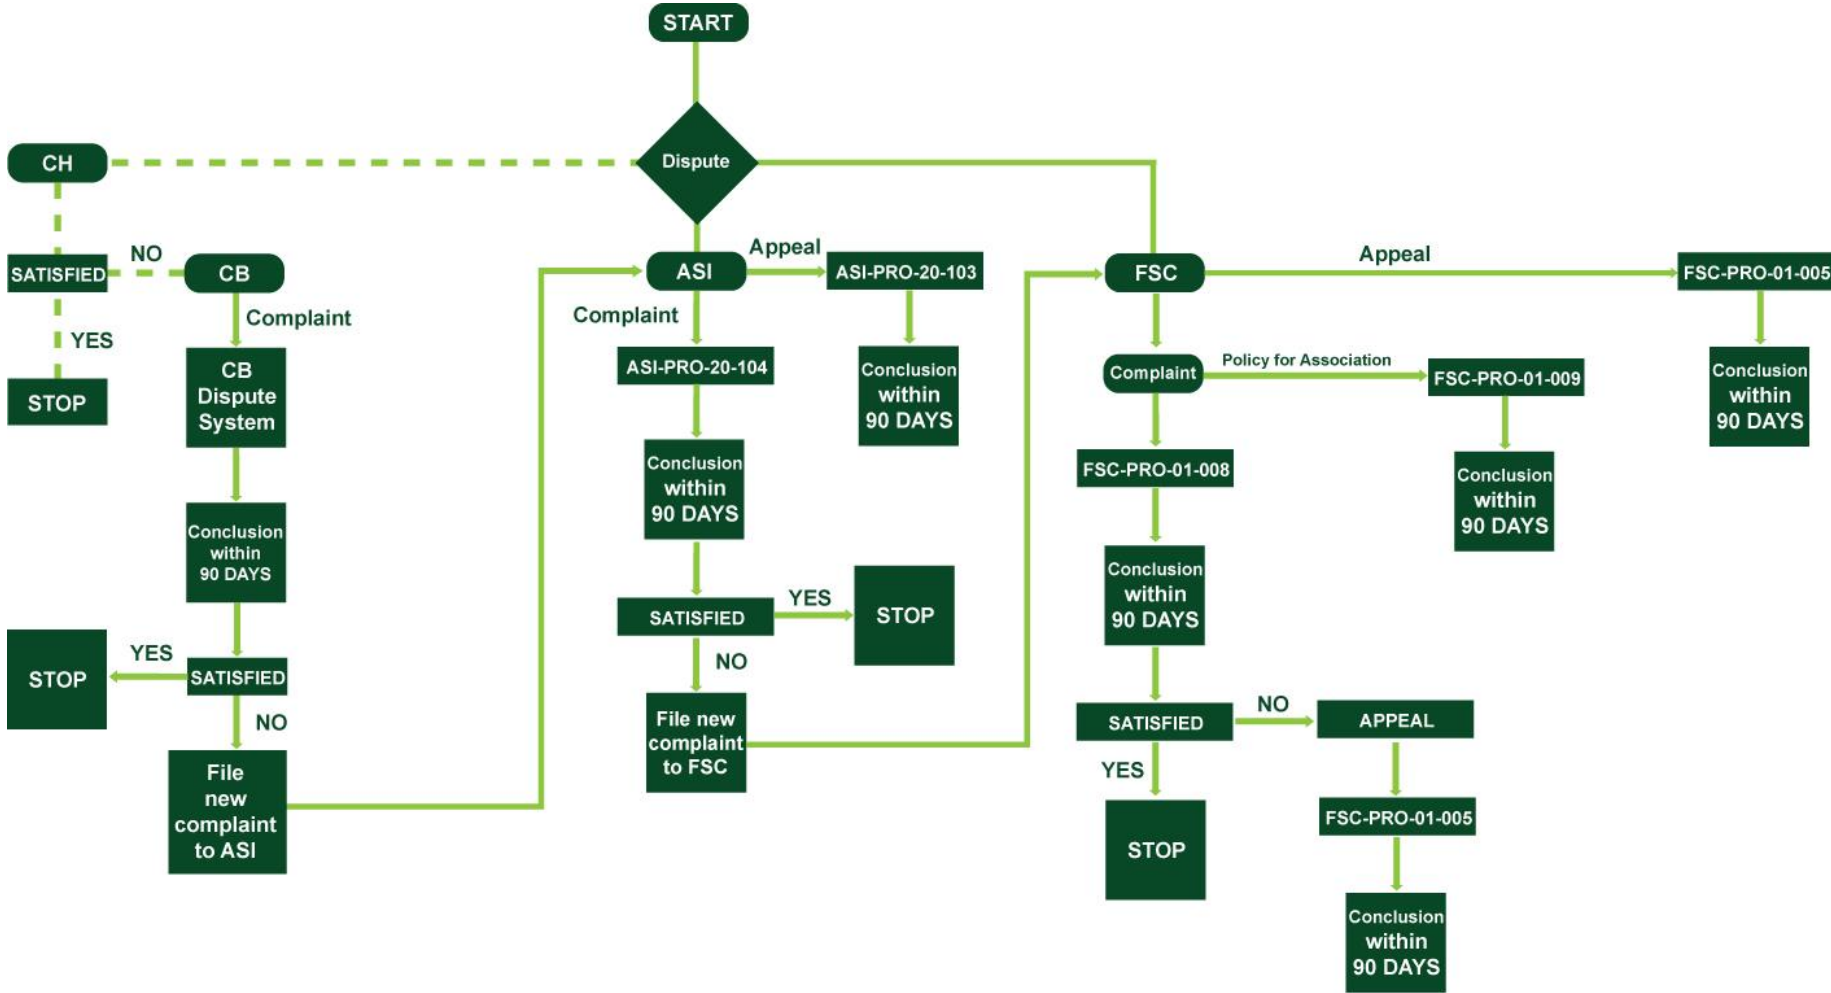 START
Dispute
CH
SATISFIED
NO
YES
STOP
CB
Complaint
CB
Dispute
System
Conclusion
within
90 DAYS
SATISFIED
YES
STOP
NO
File
new
complaint
to ASI
ASI
Appeal
ASI-PRO-20-103
Conclusion
within
90 DAYS
Complaint
ASI-PRO-20-104
Conclusion
within
90 DAYS
SATISFIED
YES
STOP
NO
File new
complaint
to FSC
FSC
Appeal
FSC-PRO-01-005
Conclusion
within
90 DAYS
Complaint
Policy for Association
FSC-PRO-01-009
Conclusion
within
90 DAYS
FSC-PRO-01-008
Conclusion
within
90 DAYS
SATISFIED
NO
APPEAL
FSC-PRO-01-005
Conclusion
within
90 DAYS
YES
STOP